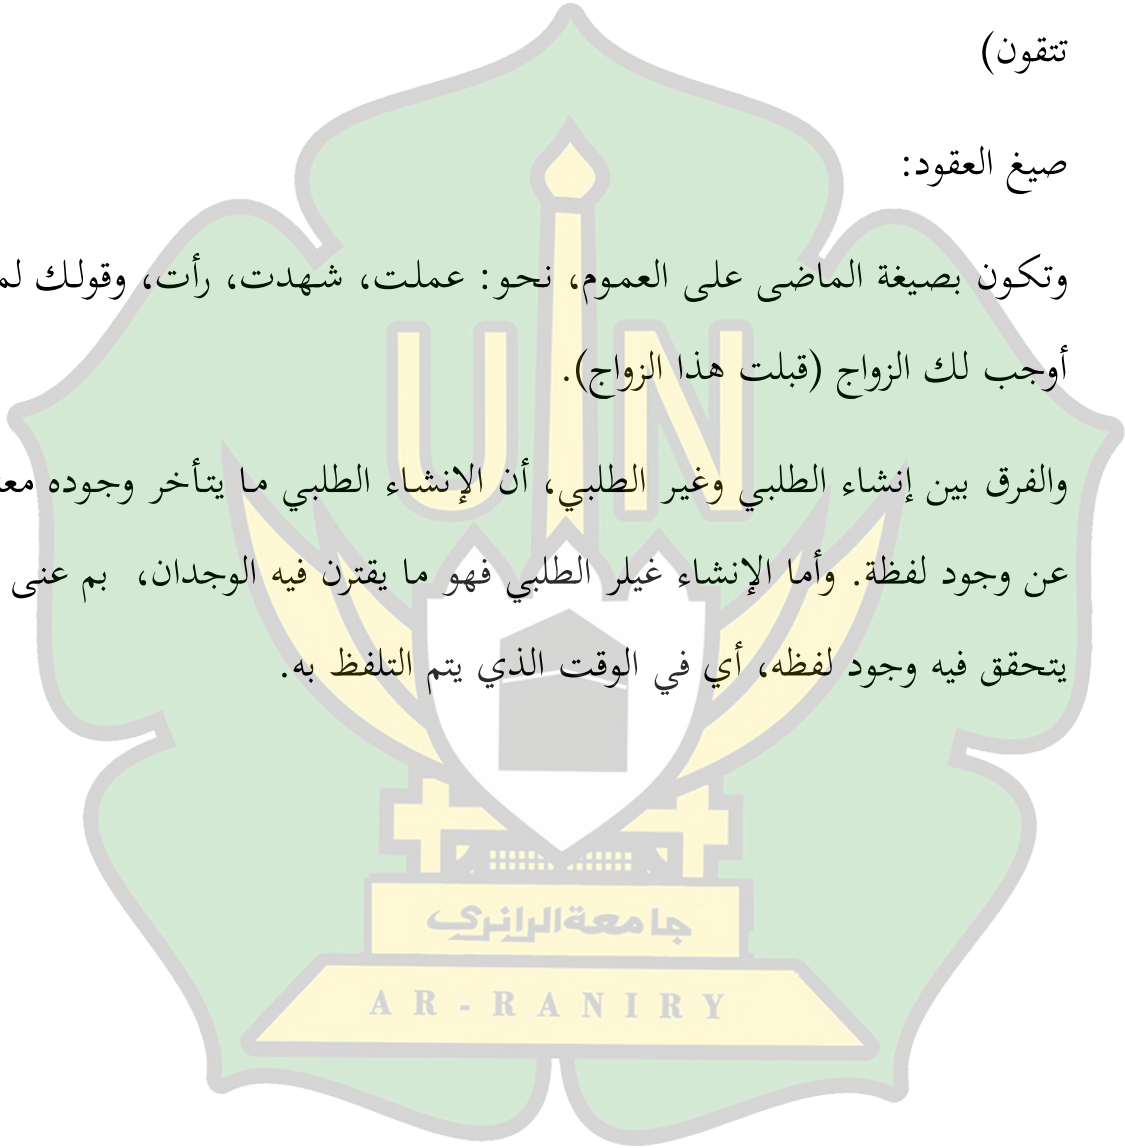 تتقون)
صيغ العقود:
وتكون بصيغة الماضى على العموم، نحو: عملت، شهدت، رأت، وقولك لم
أوجب لك الزواج (قبلت هذا الزواج).
والفرق بين إنشاء الطلبي وغير الطلبي، أن الإنشاء الطلبي ما يتأخر وجوده مع
عن وجود لفظة. وأما الإنشاء غيلر الطلبي فهو ما يقترن فيه الوجدان، بم عنى
يتحقق فيه وجود لفظه، أي في الوقت الذي يتم التلفظ به.
UIN
جامعة الرانري
AR-RANIRY